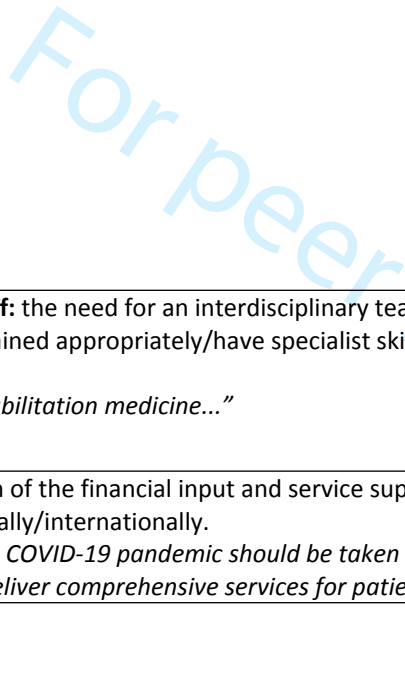 For peer
f: the need for an interdisciplinary tea
ined appropriately/have specialist ski
bilitation medicine...”
n of the financial input and service sup
ally/internationally.
COVID-19 pandemic should be taken
eliver comprehensive services for patie